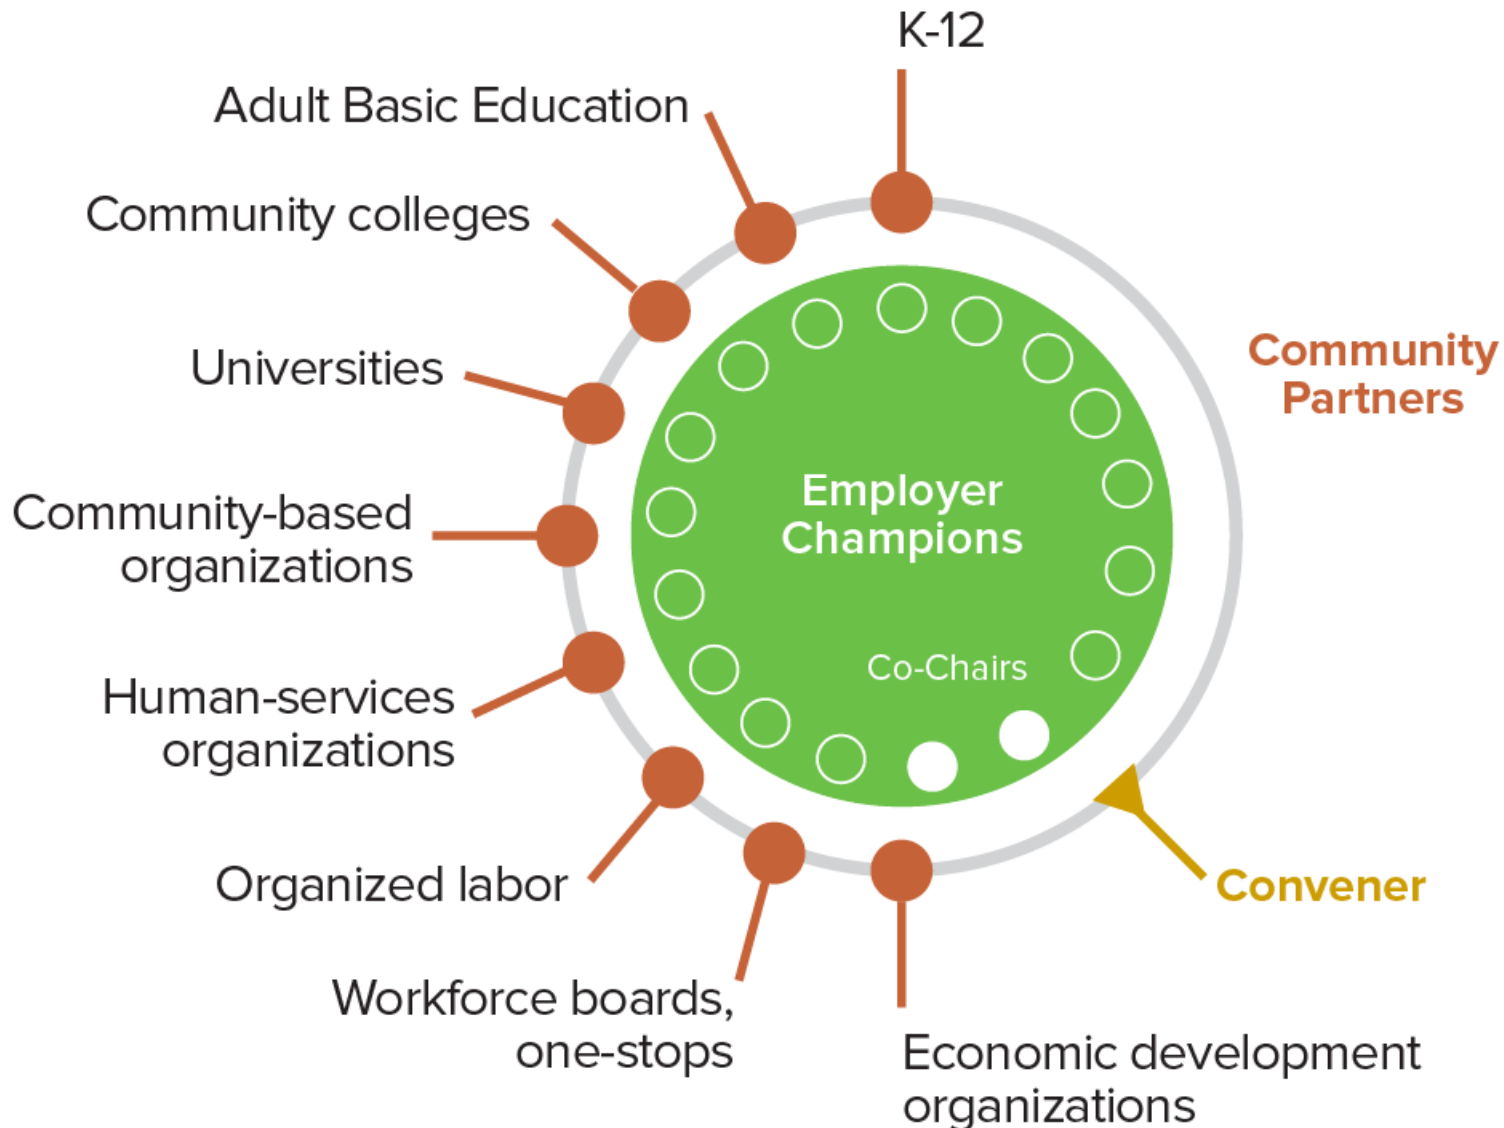 K-12
Adult Basic Education
Community colleges
Universities
Community-based
organizations
Human-services
organizations
Organized labor
Workforce boards,
one-stops
Economic development
organizations
Employer
Champions
Co-Chairs
Community
Partners
Convener